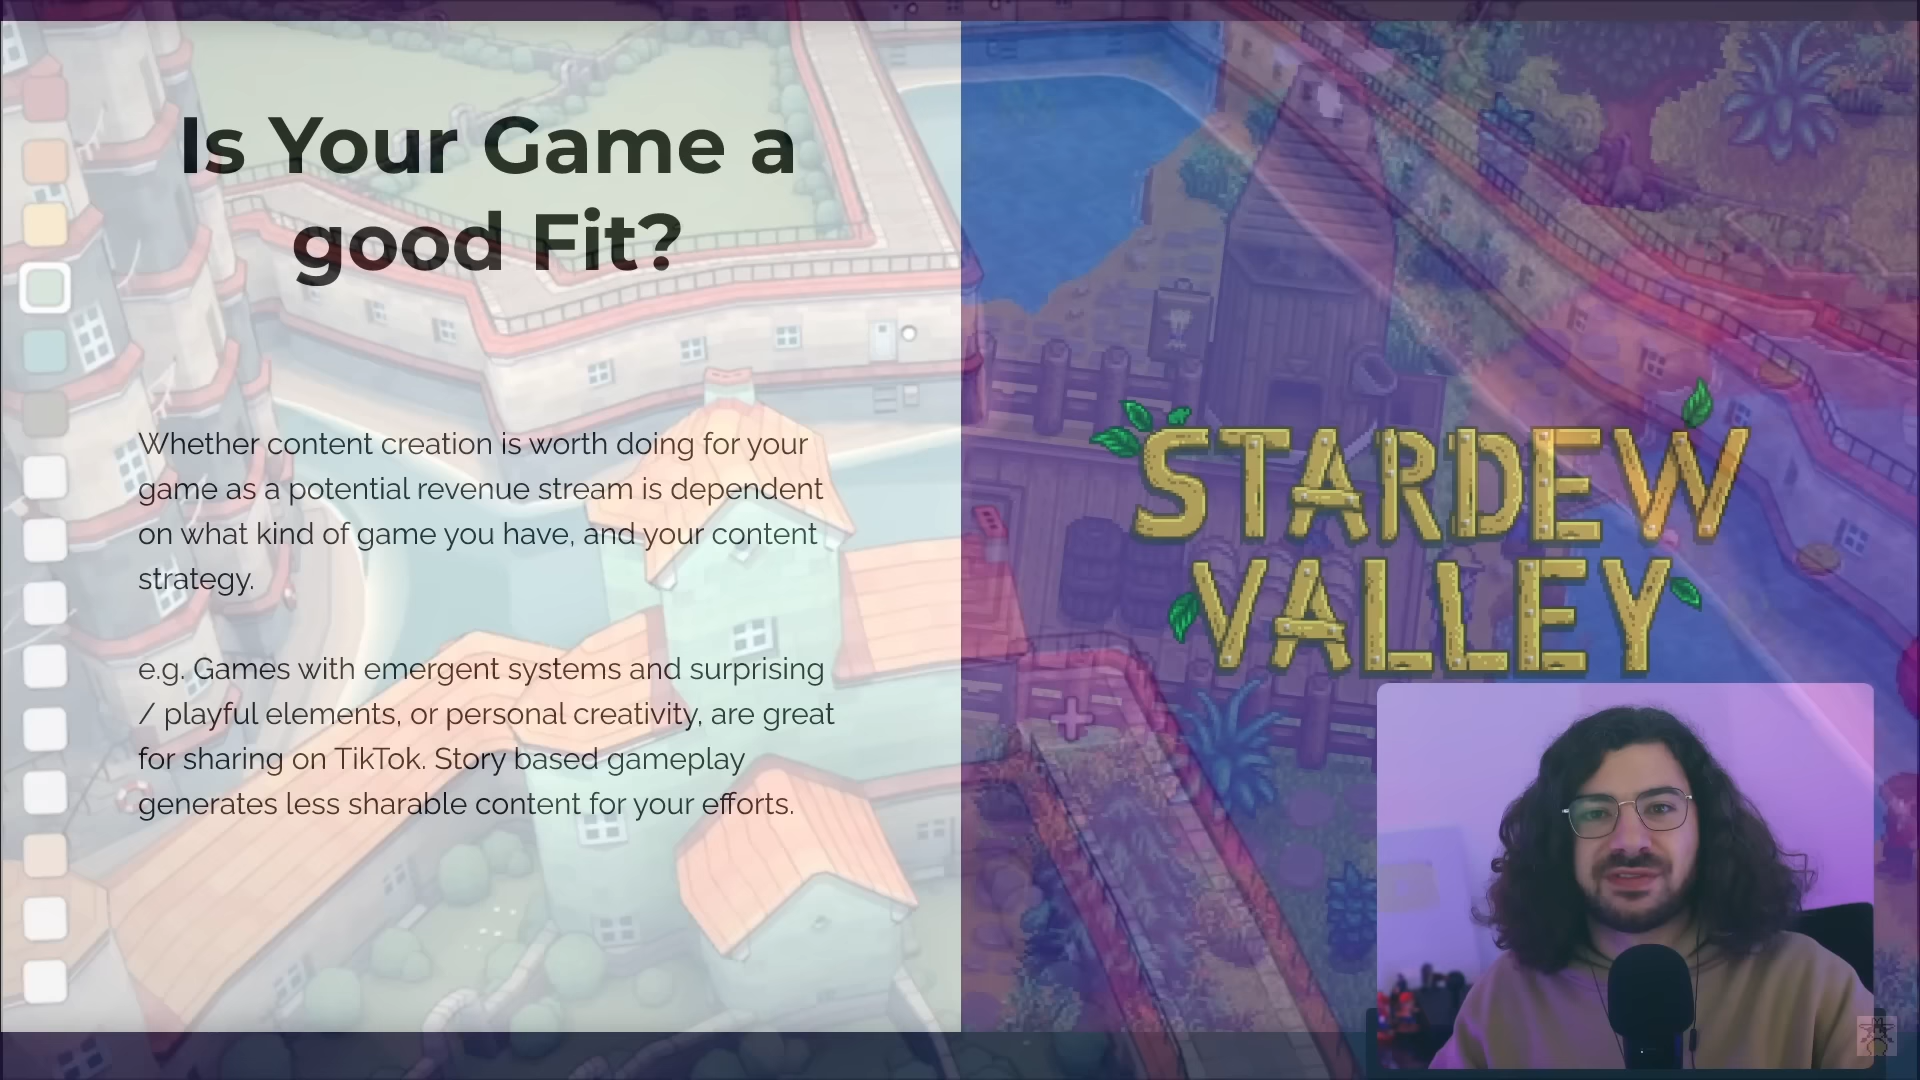 Is Your Game a
good Fit?
Whether content creation is worth doing for your
game as a potential revenue stream is dependent
on what kind of game you have, and your content
strategy.
e.g. Games with emergent systems and surprising
/ playful elements, or personal creativity, are great
for sharing on TikTok. Story based gameplay
generates less sharable content for your efforts.
STARDEW
VALLEY